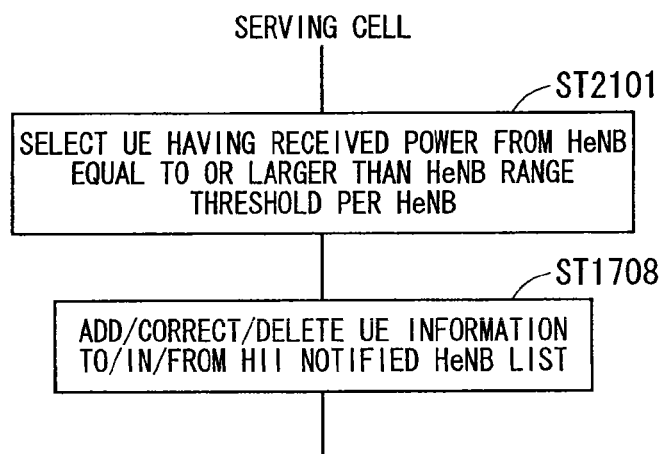 SERVING CELL
ST2101
SELECT UE HAVING RECEIVED POWER FROM HeNB
EQUAL TO OR LARGER THAN HeNB RANGE
THRESHOLD PER HeNB
ST1708
ADD/CORRECT/DELETE UE INFORMATION
TO/IN/FROM HII NOTIFIED HeNB LIST